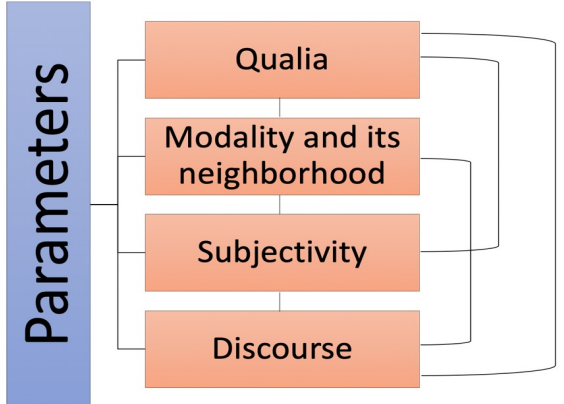 Parameters
Qualia
Modality and its
neighborhood
Subjectivity
Discourse